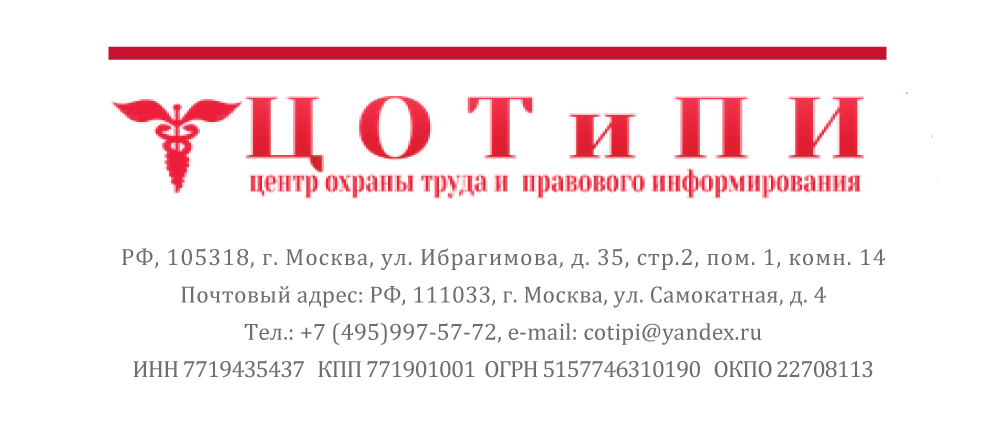 ЦОТиПИ
центр охраны труда и правового информирования
РФ, 105318, г. Москва, ул. Ибрагимова, д. 35, стр.2, пом. 1, комн. 14
Почтовый адрес: РФ, 111033, г. Москва, ул. Самокатная, д. 4
Тел.: +7 (495)997-57-72, e-mail: cotipi@yandex.ru
ИНН 7719435437 КПП 771901001 ОГРН 5157746310190 ОКПО 22708113